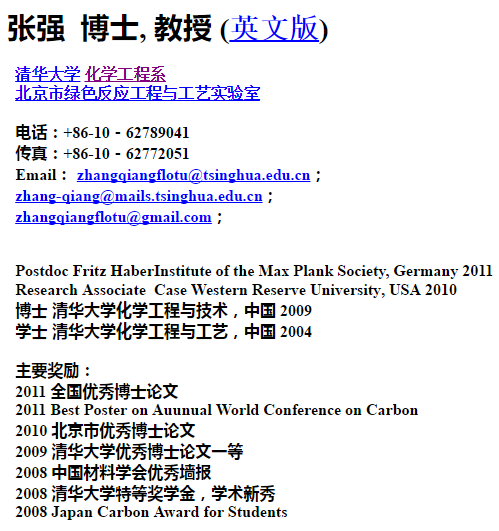 张强 博士, 教授 (英文版)
清华大学 化学工程系
北京市绿色反应工程与工艺实验室
电话：+86-10－62789041
传真：+86-10－62772051
Email： zhangqiangflotu@tsinghua.edu.cn；
zhang-qiang@mails.tsinghua.edu.cn；
zhangqiangflotu@gmail.com；
Postdoc Fritz HaberInstitute of the Max Plank Society, Germany 2011
Research Associate Case Western Reserve University, USA 2010
博士 清华大学化学工程与技术，中国 2009
学士 清华大学化学工程与工艺，中国 2004
主要奖励：
2011 全国优秀博士论文
2011 Best Poster on Auunual World Conference on Carbon
2010 北京市优秀博士论文
2009 清华大学优秀博士论文一等
2008 中国材料学会优秀墙报
2008 清华大学特等奖学金，学术新秀
2008 Japan Carbon Award for Students